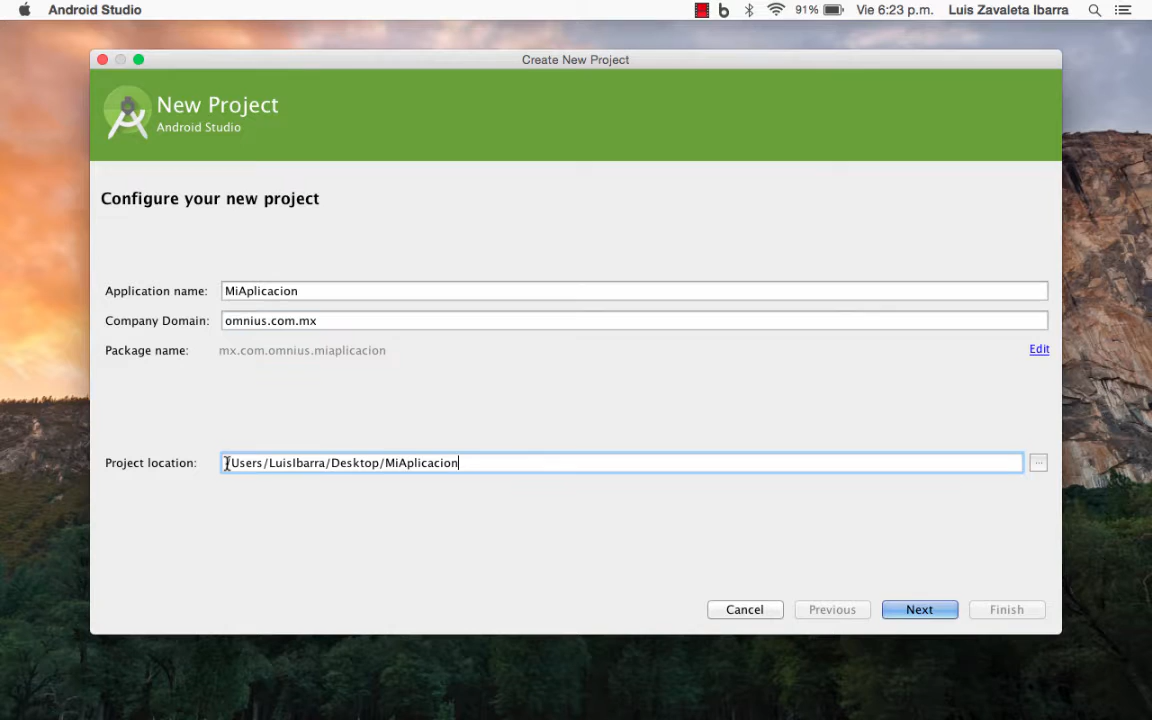 Android Studio
91%
Vie 6:23 p.m.
Luis Zavaleta Ibarra
Create New Project
New Project
Android Studio
Configure your new project
Application name:
MiAplicacion
Company Domain:
omnius.com.mx
Package name:
mx.com.omnius.miaplicacion
Edit
Project location:
/Users/LuisIbarra/Desktop/MiAplicacion
...
Cancel
Previous
Next
Finish